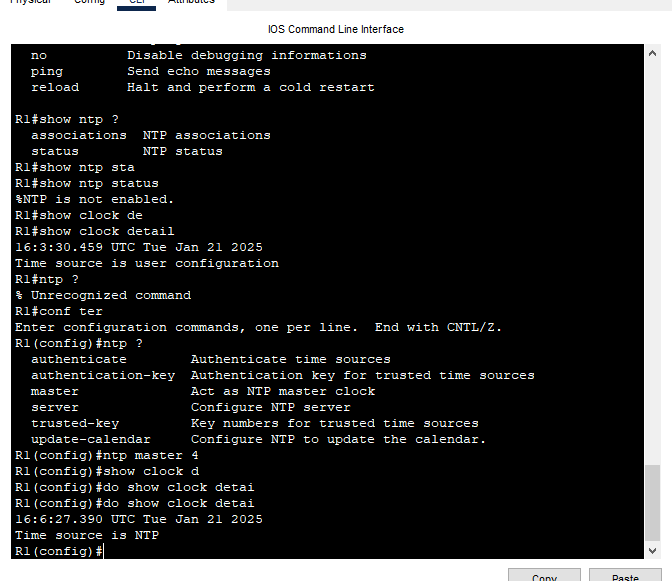 Physical Config CLI Attributes
IOS Command Line Interface
no Disable debugging informations
ping Send echo messages
reload Halt and perform a cold restart
R1#show ntp ?
associations NTP associations
status NTP status
R1#show ntp sta
R1#show ntp status
%NTP is not enabled.
R1#show clock de
R1#show clock detail
16:3:30.459 UTC Tue Jan 21 2025
Time source is user configuration
R1#ntp ?
% Unrecognized command
R1#conf ter
Enter configuration commands, one per line. End with CNTL/Z.
R1(config)#ntp ?
authenticate Authenticate time sources
authentication-key Authentication key for trusted time sources
master Act as NTP master clock
server Configure NTP server
trusted-key Key numbers for trusted time sources
update-calendar Configure NTP to update the calendar.
R1(config)#ntp master 4
R1(config)#show clock d
R1(config)#do show clock detai
R1(config)#do show clock detai
16:6:27.390 UTC Tue Jan 21 2025
Time source is NTP
R1(config)#
Copy Paste